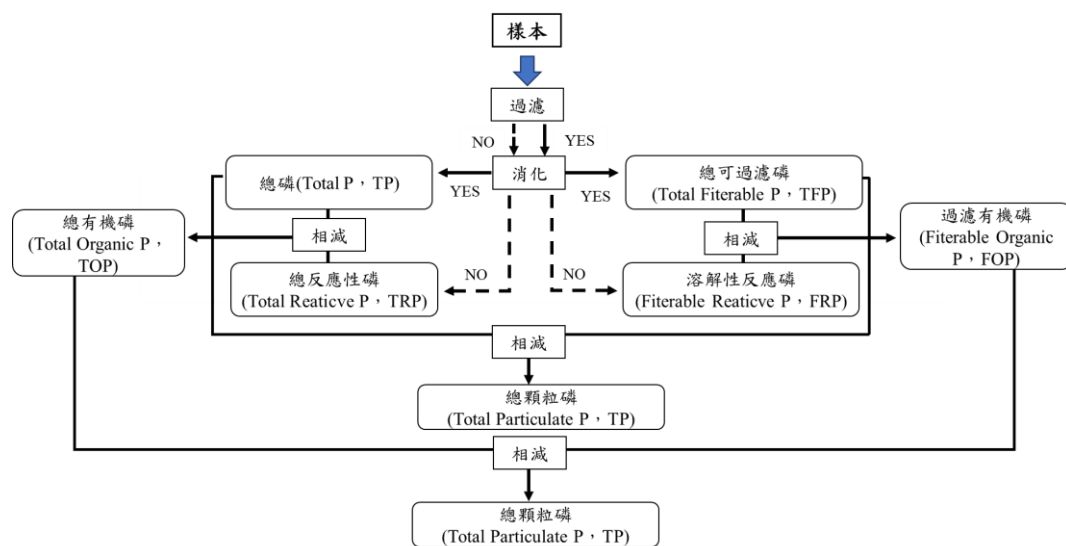 樣本
過濾
NO
YES
消化
YES
YES
總磷(Total P，TP)
總可過濾磷
(Total Fiterable P，TFP)
總有機磷
(Total Organic P，
TOP)
相減
相減
過濾有機磷
(Fiterable Organic
P，FOP)
總反應性磷
(Total Reaticve P，TRP)
NO
NO
溶解性反應磷
(Fiterable Reaticve P，FRP)
相減
總顆粒磷
(Total Particulate P，TP)
相減
總顆粒磷
(Total Particulate P，TP)